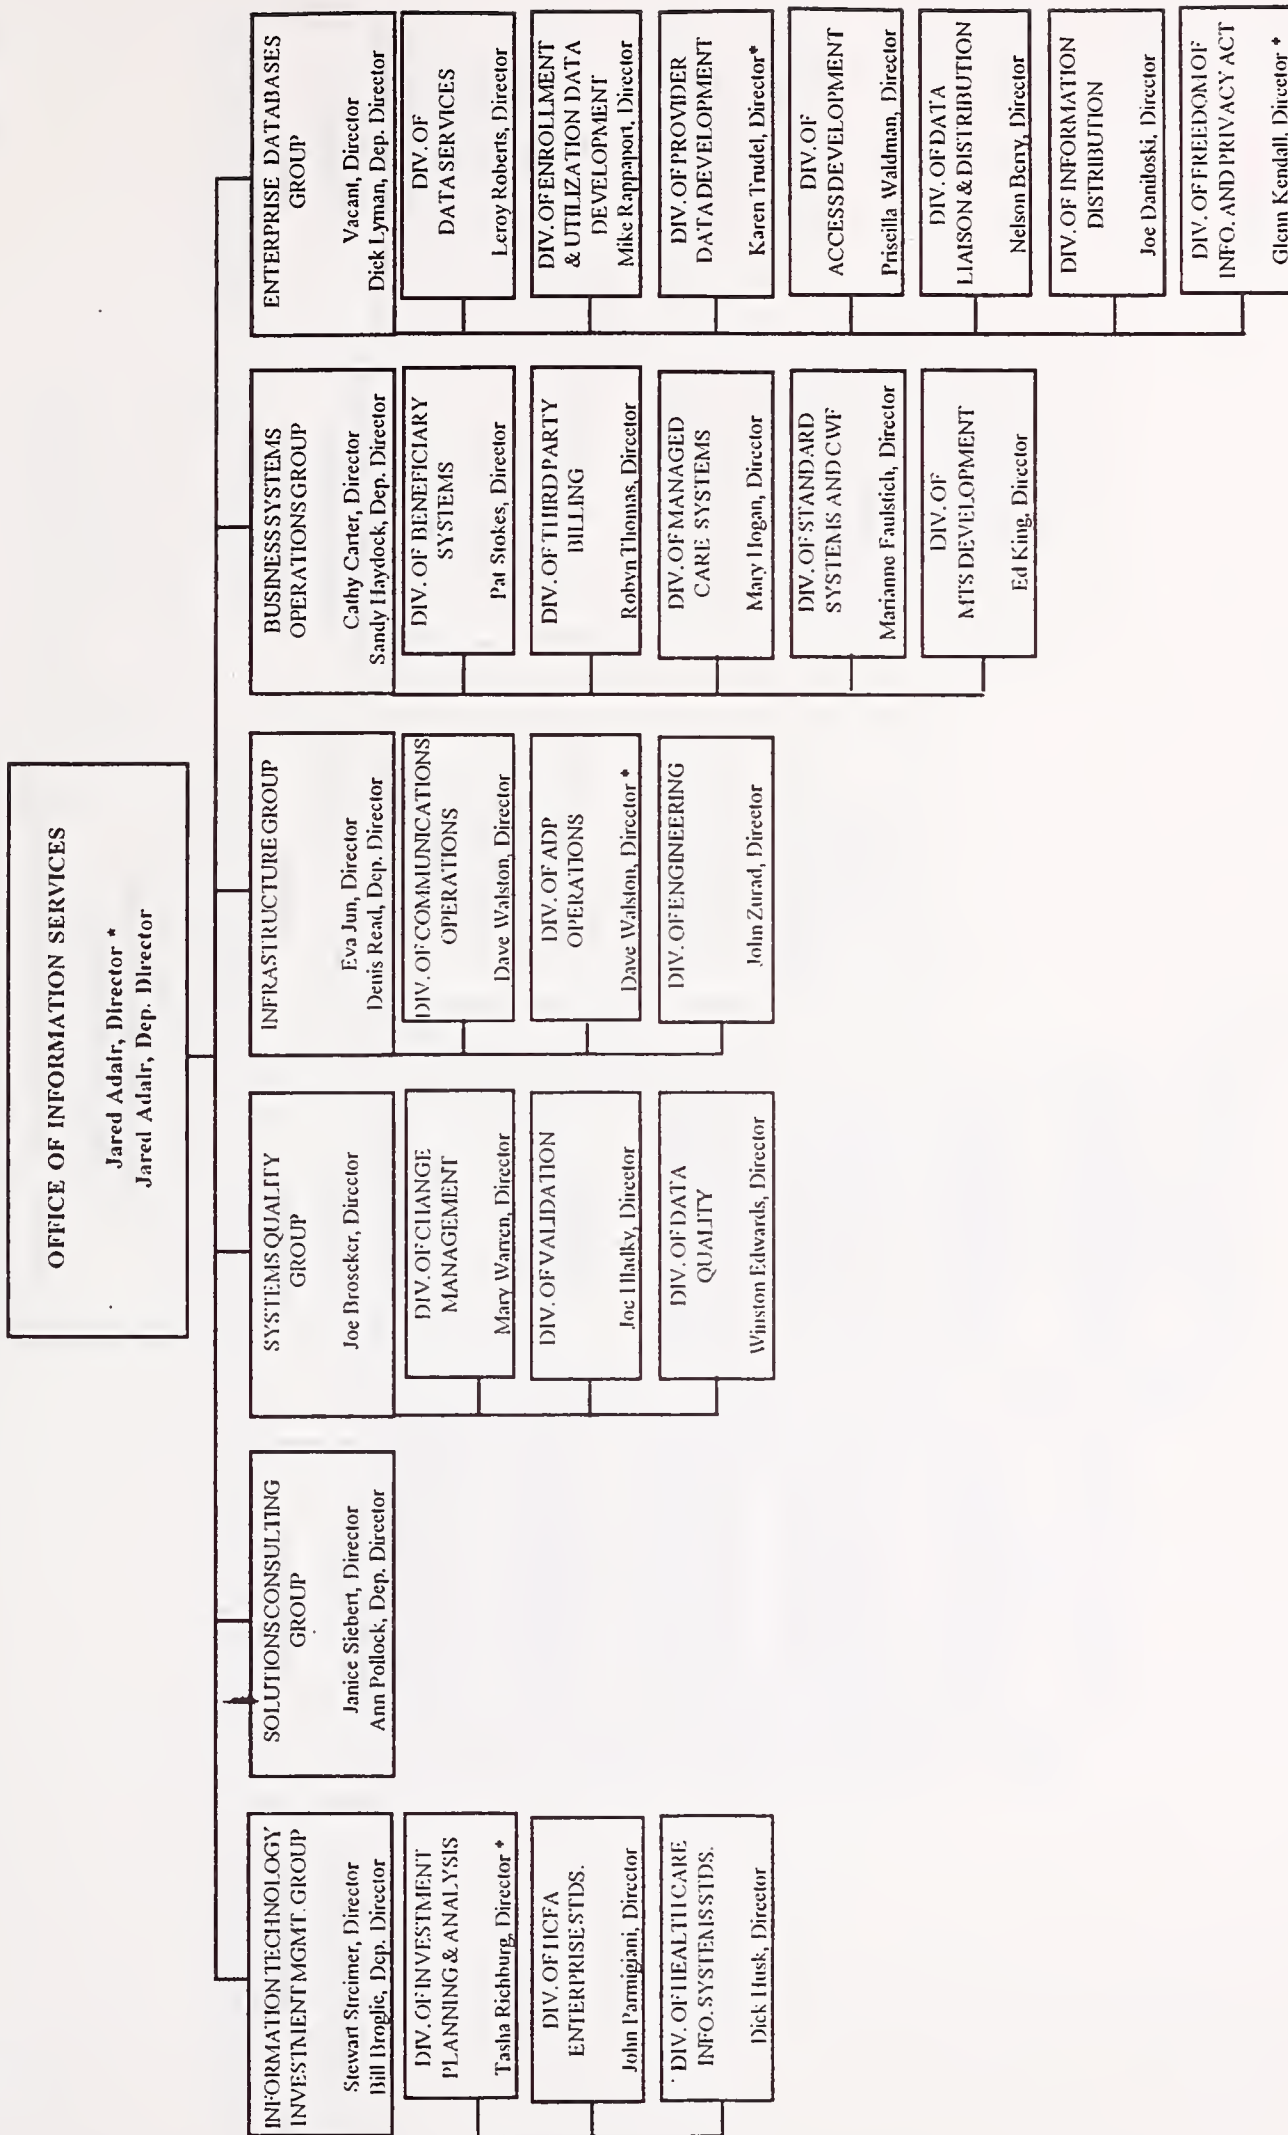 OFFICE OF INFORMATION SERVICES
Jared Adair, Director *
Jared Adair, Dep. Director
INFORMATION TECHNOLOGY
INVESTMENT MGMT. GROUP
Stewart Streimer, Director
Bill Broglie, Dep. Director
DIV. OF INVESTMENT
PLANNING & ANALYSIS
Tasha Richburg, Director *
DIV. OF HCFA
ENTERPRISE STDS.
John Parmigiani, Director
DIV. OF HEALTH CARE
INFO. SYSTEMS STDS.
Dick Husk, Director
SOLUTIONS CONSULTING
GROUP
Janice Siebert, Director
Ann Pollock, Dep. Director
SYSTEMS QUALITY
GROUP
Joe Broseker, Director
DIV. OF CHANGE
MANAGEMENT
Mary Warren, Director
DIV. OF VALIDATION
Joe Hladky, Director
DIV. OF DATA
QUALITY
Winston Edwards, Director
INFRASTRUCTURE GROUP
Eva Jun, Director
Denis Read, Dep. Director
DIV. OF COMMUNICATIONS
OPERATIONS
Dave Walston, Director
DIV. OF ADP
OPERATIONS
Dave Walston, Director *
DIV. OF ENGINEERING
John Zurad, Director
BUSINESS SYSTEMS
OPERATIONS GROUP
Cathy Carter, Director
Sandy Haydock, Dep. Director
DIV. OF BENEFICIARY
SYSTEMS
Pat Stokes, Director
DIV. OF THIRD PARTY
BILLING
Robyn Thomas, Director
DIV. OF MANAGED
CARE SYSTEMS
Mary Hogan, Director
DIV. OF STANDARD
SYSTEMS AND CWF
Marianne Faulstich, Director
DIV. OF
MTS DEVELOPMENT
Ed King, Director
ENTERPRISE DATABASES
GROUP
Vacant, Director
Dick Lyman, Dep. Director
DIV. OF
DATA SERVICES
Leroy Roberts, Director
DIV. OF ENROLLMENT
& UTILIZATION DATA
DEVELOPMENT
Mike Rappaport, Director
DIV. OF PROVIDER
DATA DEVELOPMENT
Karen Trudel, Director*
DIV. OF
ACCESS DEVELOPMENT
Priscilla Waldman, Director
DIV. OF DATA
LIAISON & DISTRIBUTION
Nelson Berry, Director
DIV. OF INFORMATION
DISTRIBUTION
Joe Daniloski, Director
DIV. OF FREEDOM OF
INFO. AND PRIVACY ACT
Glenn Kendall, Director *